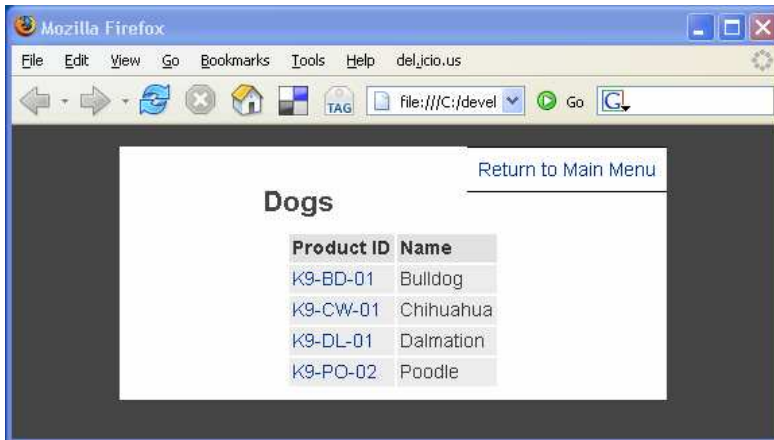 Mozilla Firefox
File Edit View Go Bookmarks Tools Help del.icio.us
TAG file:///C:/devel Go G
Return to Main Menu
Dogs
Product ID Name
K9-BD-01 Bulldog
K9-CW-01 Chihuahua
K9-DL-01 Dalmation
K9-PO-02 Poodle